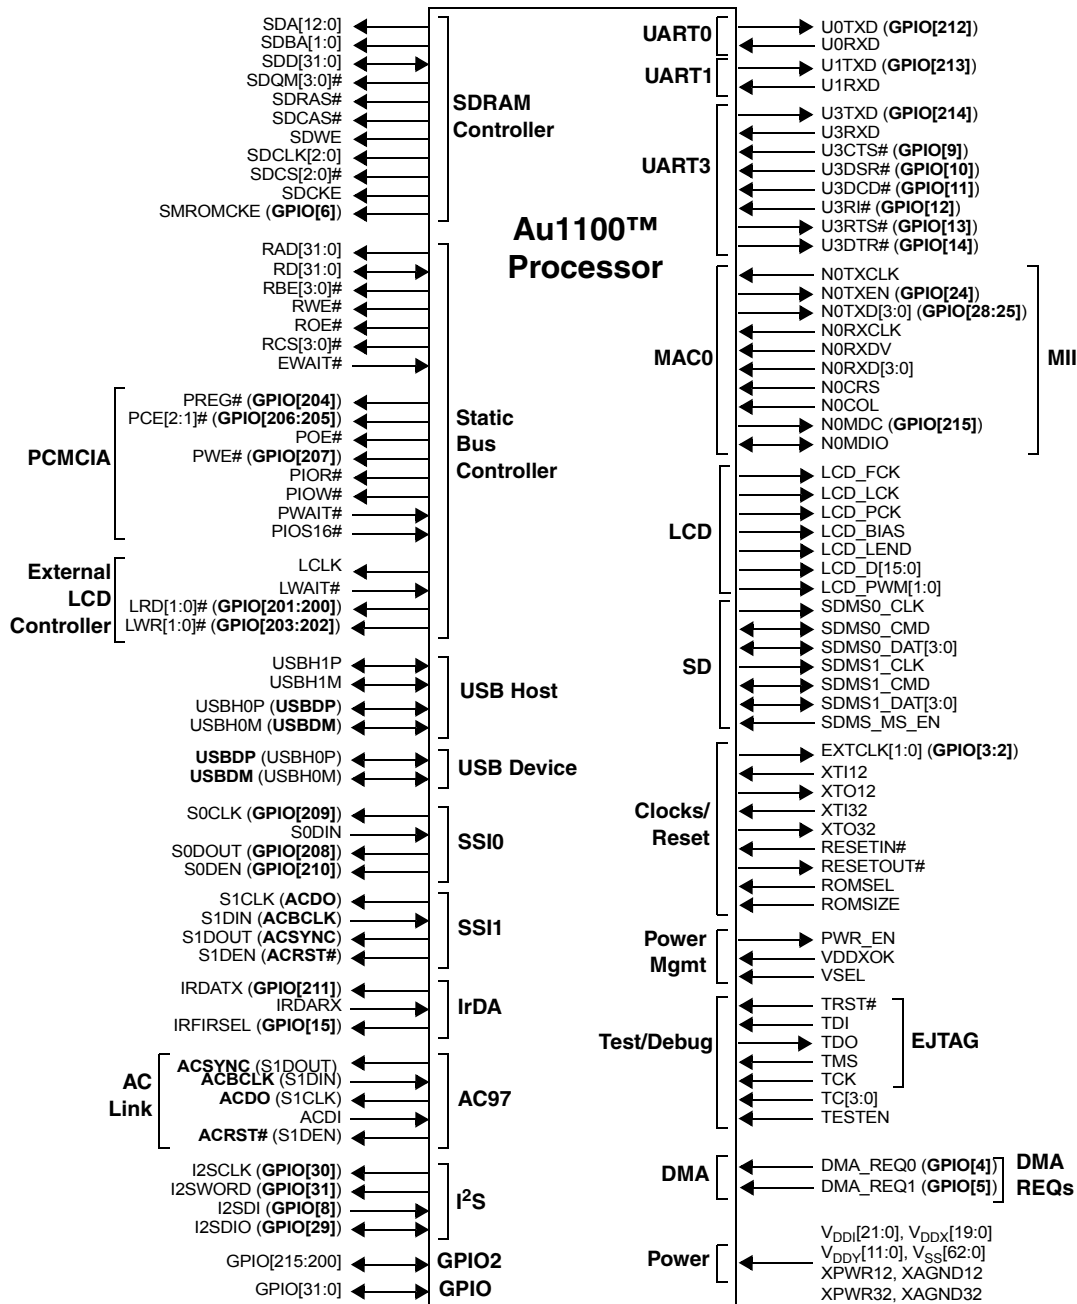 SDA[12:0]
SDBA[1:0]
SDD[31:0]
SDQM[3:0]#
SDRAS#
SDCAS#
SDWE
SDCLK[2:0]
SDCS[2:0]#
SDCKE
SMROMCKE (GPIO[6])
SDRAM
Controller
RAD[31:0]
RD[31:0]
RBE[3:0]#
RWE#
ROE#
RCS[3:0]#
EWAIT#
PCMCIA
PREG# (GPIO[204])
PCE[2:1]# (GPIO[206:205])
POE#
PWE# (GPIO[207])
PIOR#
PIOW#
PWAIT#
PIOS16#
Static
Bus
Controller
External
LCD
Controller
LCLK
LWAIT#
LRD[1:0]# (GPIO[201:200])
LWR[1:0]# (GPIO[203:202])
USBH1P
USBH1M
USBH0P (USBDP)
USBH0M (USBDM)
USB Host
USBDP (USBH0P)
USBDM (USBH0M)
USB Device
S0CLK (GPIO[209])
S0DIN
S0DOUT (GPIO[208])
S0DEN (GPIO[210])
SSI0
S1CLK (ACDO)
S1DIN (ACBCLK)
S1DOUT (ACSYNC)
S1DEN (ACRST#)
SSI1
IRDATX (GPIO[211])
IRDARX
IRFIRSEL (GPIO[15])
IrDA
AC
Link
ACSYNC (S1DOUT)
ACBCLK (S1DIN)
ACDO (S1CLK)
ACDI
ACRST# (S1DEN)
AC97
I2SCLK (GPIO[30])
I2SWORD (GPIO[31])
I2SDI (GPIO[8])
I2SDIO (GPIO[29])
I²S
GPIO[215:200]
GPIO2
GPIO[31:0]
GPIO
Au1100™
Processor
UART0
U0TXD (GPIO[212])
U0RXD
UART1
U1TXD (GPIO[213])
U1RXD
UART3
U3TXD (GPIO[214])
U3RXD
U3CTS# (GPIO[9])
U3DSR# (GPIO[10])
U3DCD# (GPIO[11])
U3RI# (GPIO[12])
U3RTS# (GPIO[13])
U3DTR# (GPIO[14])
MAC0
N0TXCLK
N0TXEN (GPIO[24])
N0TXD[3:0] (GPIO[28:25])
N0RXCLK
N0RXDV
N0RXD[3:0]
N0CRS
N0COL
N0MDC (GPIO[215])
N0MDIO
MII
LCD
LCD_FCK
LCD_LCK
LCD_PCK
LCD_BIAS
LCD_LEND
LCD_D[15:0]
LCD_PWM[1:0]
SD
SDMS0_CLK
SDMS0_CMD
SDMS0_DAT[3:0]
SDMS1_CLK
SDMS1_CMD
SDMS1_DAT[3:0]
SDMS_MS_EN
Clocks/
Reset
EXTCLK[1:0] (GPIO[3:2])
XTI12
XTO12
XTI32
XTO32
RESETIN#
RESETOUT#
ROMSEL
ROMSIZE
Power
Mgmt
PWR_EN
VDDXOK
VSEL
Test/Debug
TRST#
TDI
TDO
TMS
TCK
TC[3:0]
TESTEN
EJTAG
DMA
DMA_REQ0 (GPIO[4])
DMA_REQ1 (GPIO[5])
DMA
REQs
Power
VDDI[21:0], VDDX[19:0]
VDDY[11:0], VSS[62:0]
XPWR12, XAGND12
XPWR32, XAGND32